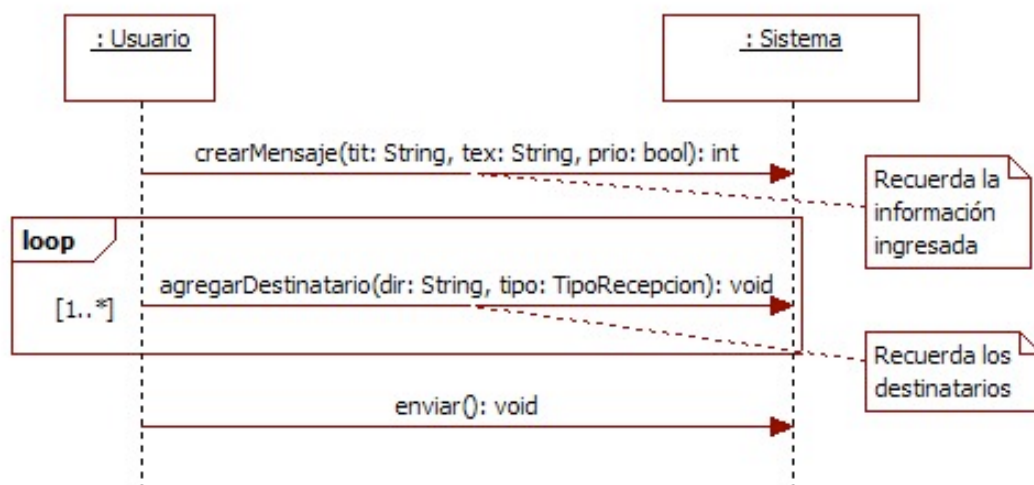 : Usuario
: Sistema
crearMensaje(tit: String, tex: String, prio: bool): int
Recuerda la
información
ingresada
loop
agregarDestinatario(dir: String, tipo: TipoRecepcion): void
[1..*]
Recuerda los
destinatarios
enviar(): void